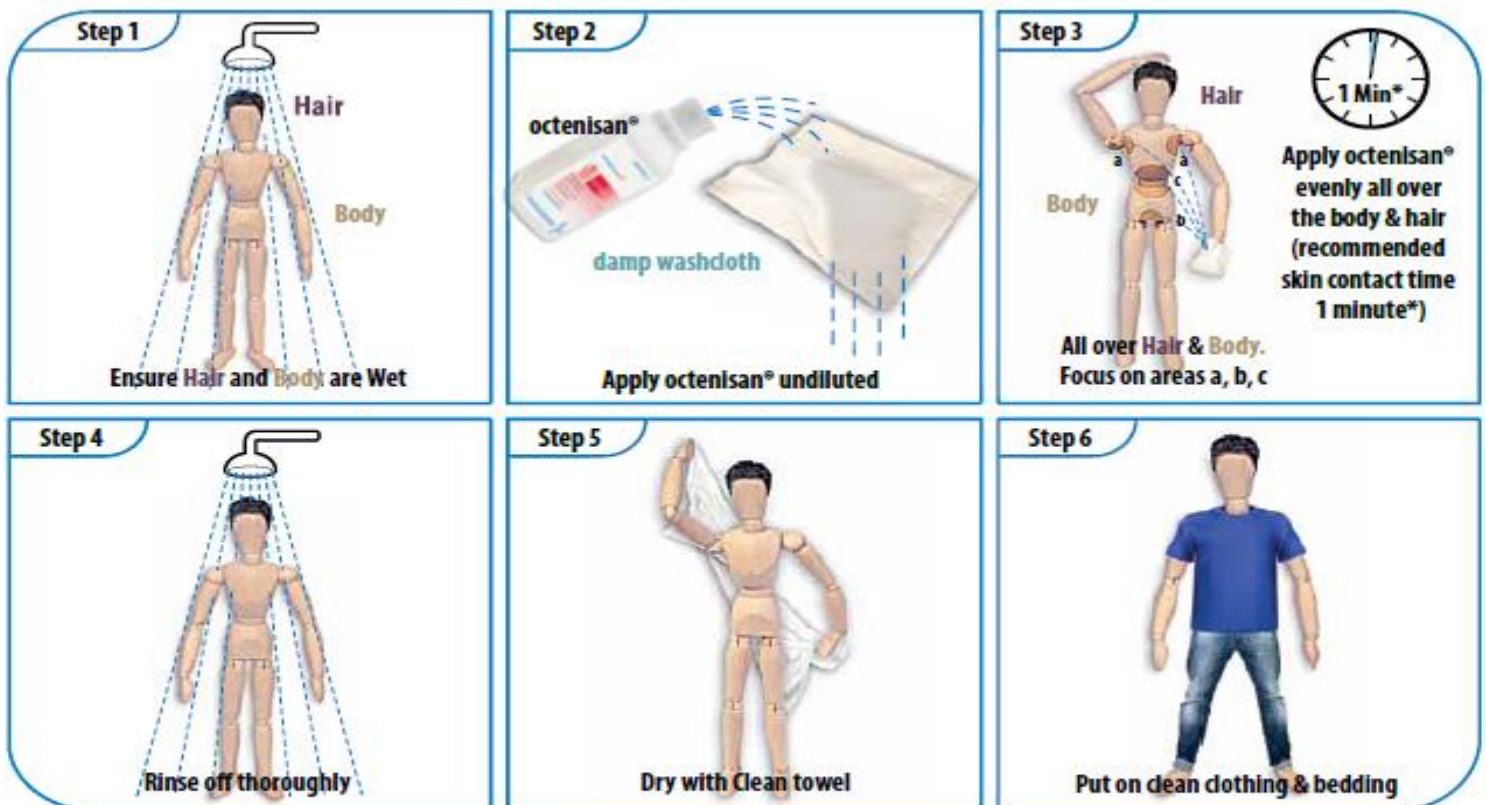 Step 1
Hair
Body
Ensure Hair and Body are Wet
Step 2
octenisan®
damp washcloth
Apply octenisan® undiluted
Step 3
Hair
1 Min*
a
a
c
b
Body
Apply octenisan®
evenly all over
the body & hair
(recommended
skin contact time
1 minute*)
All over Hair & Body.
Focus on areas a, b, c
Step 4
Rinse off thoroughly
Step 5
Dry with Clean towel
Step 6
Put on clean clothing & bedding